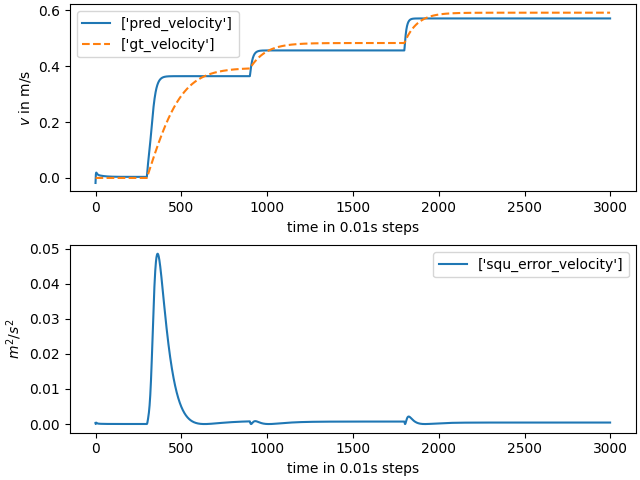 0.6
0.4
0.2
0.0
v in m/s
['pred_velocity']
['gt_velocity']
0 500 1000 1500 2000 2500 3000
time in 0.01s steps
0.05
0.04
0.03
0.02
0.01
0.00
m²/s²
['squ_error_velocity']
0 500 1000 1500 2000 2500 3000
time in 0.01s steps